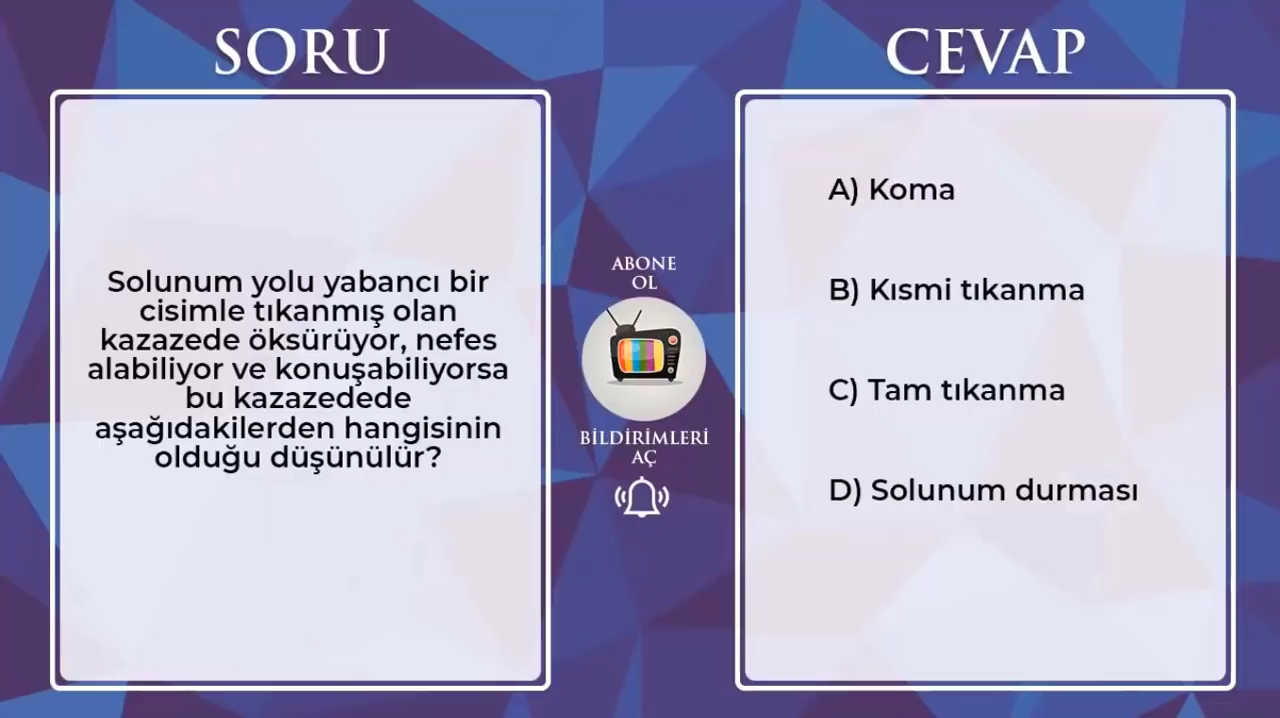 SORU
Solunum yolu yabancı bir
cisimle tıkanmış olan
kazazede öksürüyor, nefes
alabiliyor ve konuşabiliyorsa
bu kazazedede
aşağıdakilerden hangisinin
olduğu düşünülür?
ABONE
OL
BİLDİRİMLERİ
AÇ
CEVAP
A) Koma
B) Kısmi tıkanma
C) Tam tıkanma
D) Solunum durması